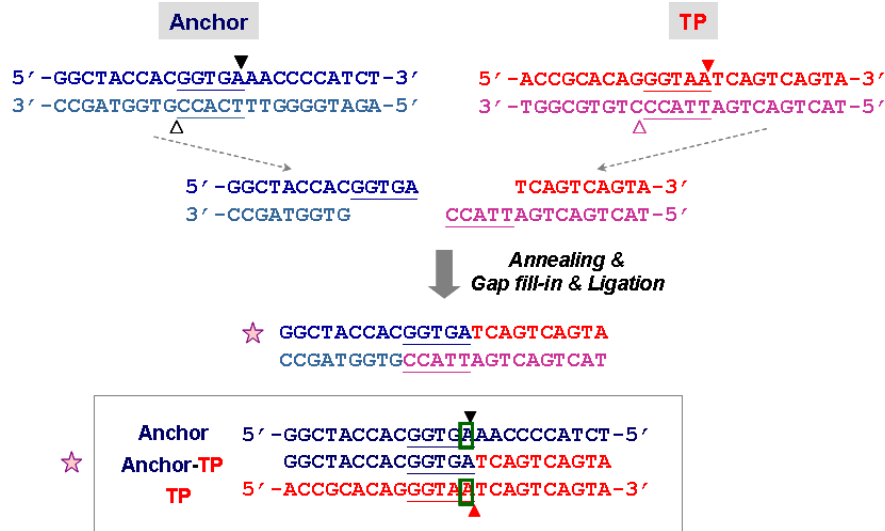 Anchor TP
5′-GGCTACCACGGTGAAACCCCATCT-3′ 5′-ACCGCACAGGGTAATCAGTCAGTA-3′
3′-CCGATGGTGCCACTTTGGGGTAGA-5′ 3′-TGGCGTGTCCCATTAGTCAGTCAT-5′
5′-GGCTACCACGGTGA TCAGTCAGTA-3′
3′-CCGATGGTG CCATTAGTCAGTCAT-5′
Annealing &
Gap fill-in & Ligation
GGCTACCACGGTGATCAGTCAGTA
CCGATGGTGCCATTAGTCAGTCAT
Anchor 5′-GGCTACCACGGTGAAACCCCATCT-5′
Anchor-TP GGCTACCACGGTGATCAGTCAGTA
TP 5′-ACCGCACAGGGTAATCAGTCAGTA-3′